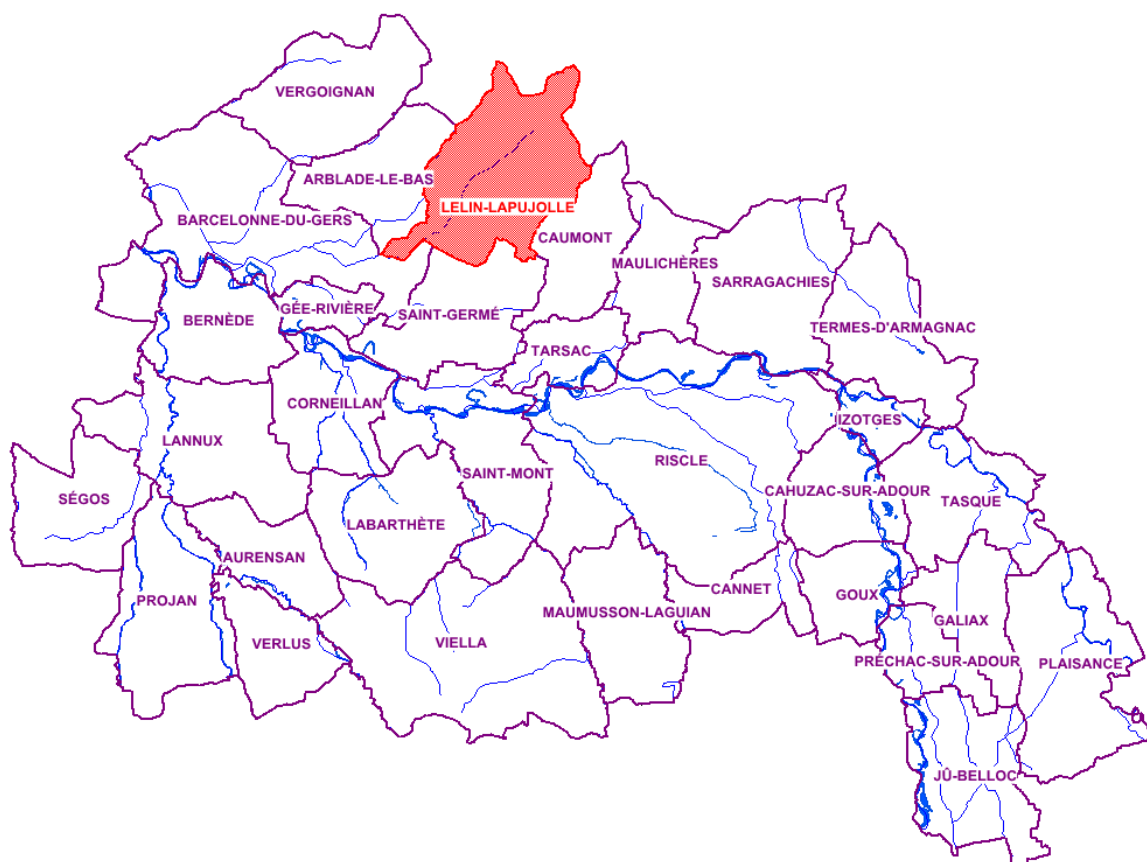 VERGOIGNAN
ARBLADE-LE-BAS
LELIN-LAPUJOLLE
BARCELONNE-DU-GERS
CAUMONT
MAULICHÈRES
SARRAGACHIES
GÉE-RIVIÈRE
SAINT-GERMÉ
BERNÈDE
TERMES-D'ARMAGNAC
TARSAC
CORNEILLAN
IZOTGES
LANNUX
RISCLE
SAINT-MONT
CAHUZAC-SUR-ADOUR
SÉGOS
TASQUE
LABARTHÈTE
AURENSAN
CANNET
GOUX
PROJAN
MAUMUSSON-LAGUIAN
GALIAX
VERLUS
VIELLA
PRÉCHAC-SUR-ADOUR
PLAISANCE
JÛ-BELLOC